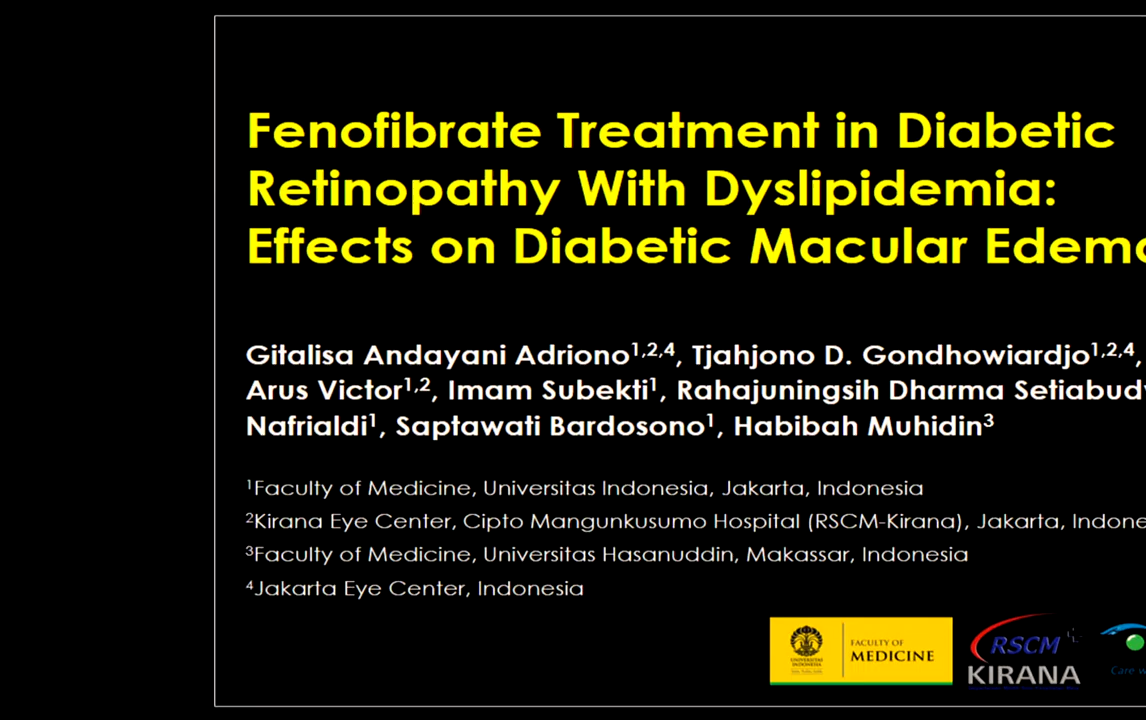 Fenofibrate Treatment in Diabetic
Retinopathy With Dyslipidemia:
Effects on Diabetic Macular
Gitalisa Andayani Adriono¹,²,⁴, Tjahjono D. Gondhowiardjo¹,²,⁴,
Arus Victor¹,², Imam Subekti¹, Rahajuningsih Dharma
Nafrialdi¹, Saptawati Bardosono¹, Habibah Muhidin³
¹Faculty of Medicine, Universitas Indonesia, Jakarta, Indonesia
²Kirana Eye Center, Cipto Mangunkusumo Hospital (RSCM-Kirana), Jakarta,
³Faculty of Medicine, Universitas Hasanuddin, Makassar, Indonesia
⁴Jakarta Eye Center, Indonesia
UNIVERSITAS
INDONESIA
FACULTY OF
MEDICINE
RSCM
KIRANA
Care